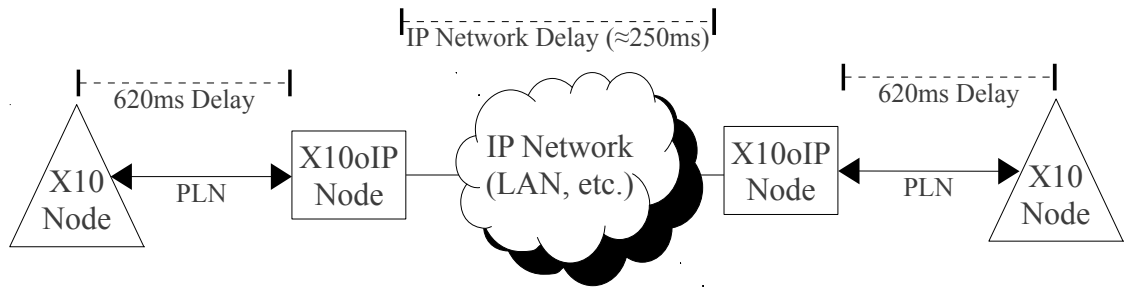 IP Network Delay (≈250ms)
620ms Delay
620ms Delay
X10
Node
PLN
X10oIP
Node
IP Network
(LAN, etc.)
X10oIP
Node
PLN
X10
Node